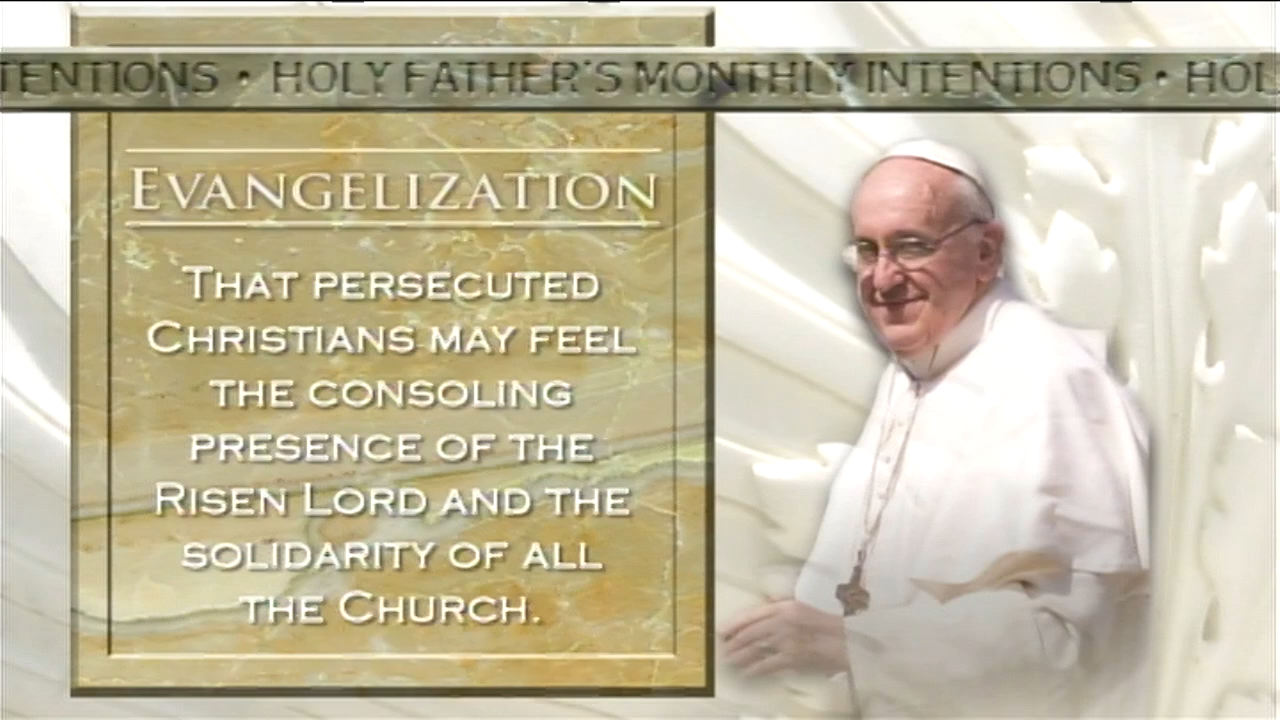 TENTIONS • HOLY FATHER'S MONTHLY INTENTIONS • HOL
EVANGELIZATION
THAT PERSECUTED
CHRISTIANS MAY FEEL
THE CONSOLING
PRESENCE OF THE
RISEN LORD AND THE
SOLIDARITY OF ALL
THE CHURCH.